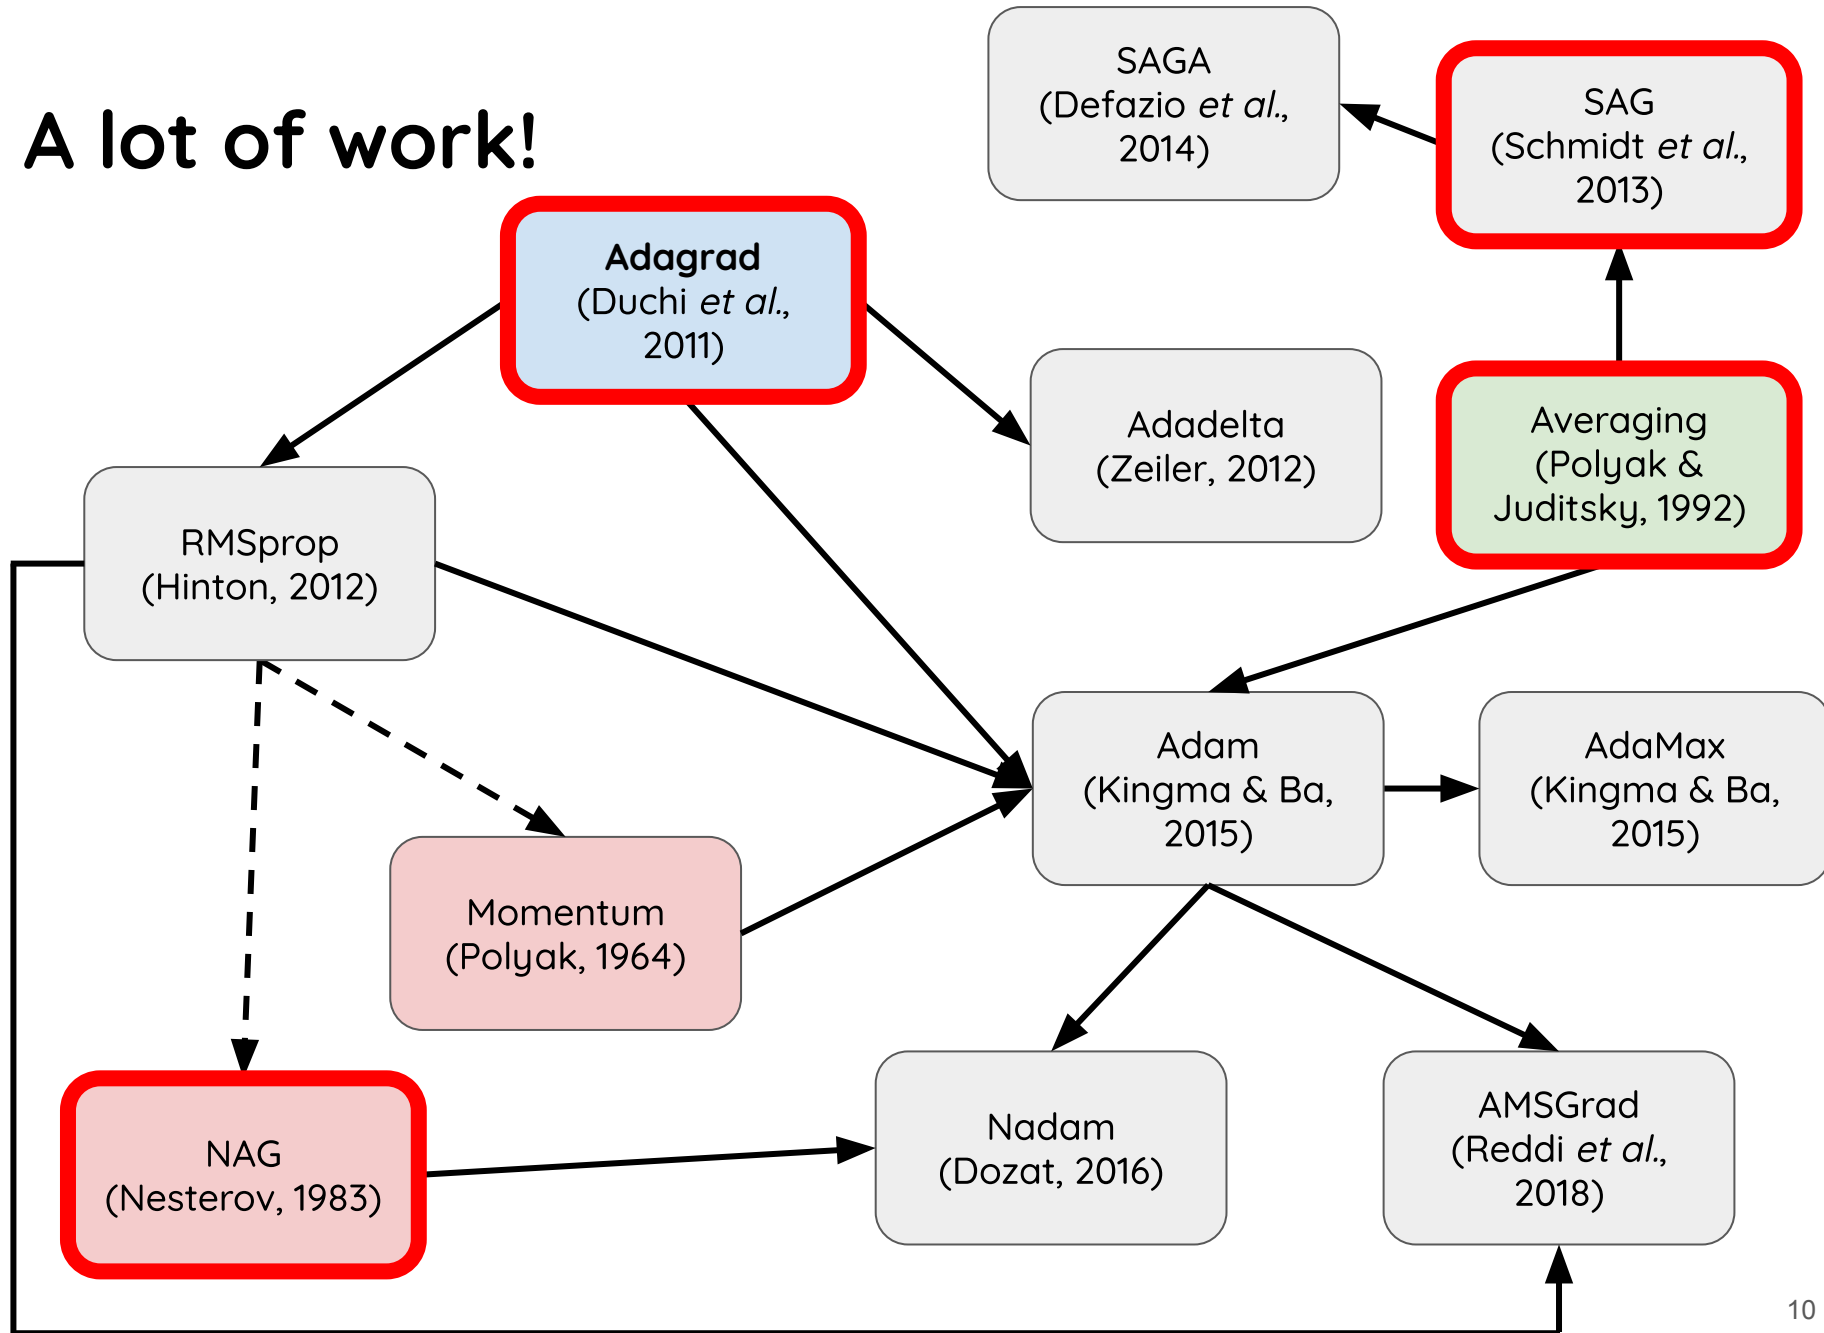 A lot of work!
SAGA
(Defazio et al.,
2014)
SAG
(Schmidt et al.,
2013)
Adagrad
(Duchi et al.,
2011)
Adadelta
(Zeiler, 2012)
Averaging
(Polyak &
Juditsky, 1992)
RMSprop
(Hinton, 2012)
Adam
(Kingma & Ba,
2015)
AdaMax
(Kingma & Ba,
2015)
Momentum
(Polyak, 1964)
NAG
(Nesterov, 1983)
Nadam
(Dozat, 2016)
AMSGrad
(Reddi et al.,
2018)
10